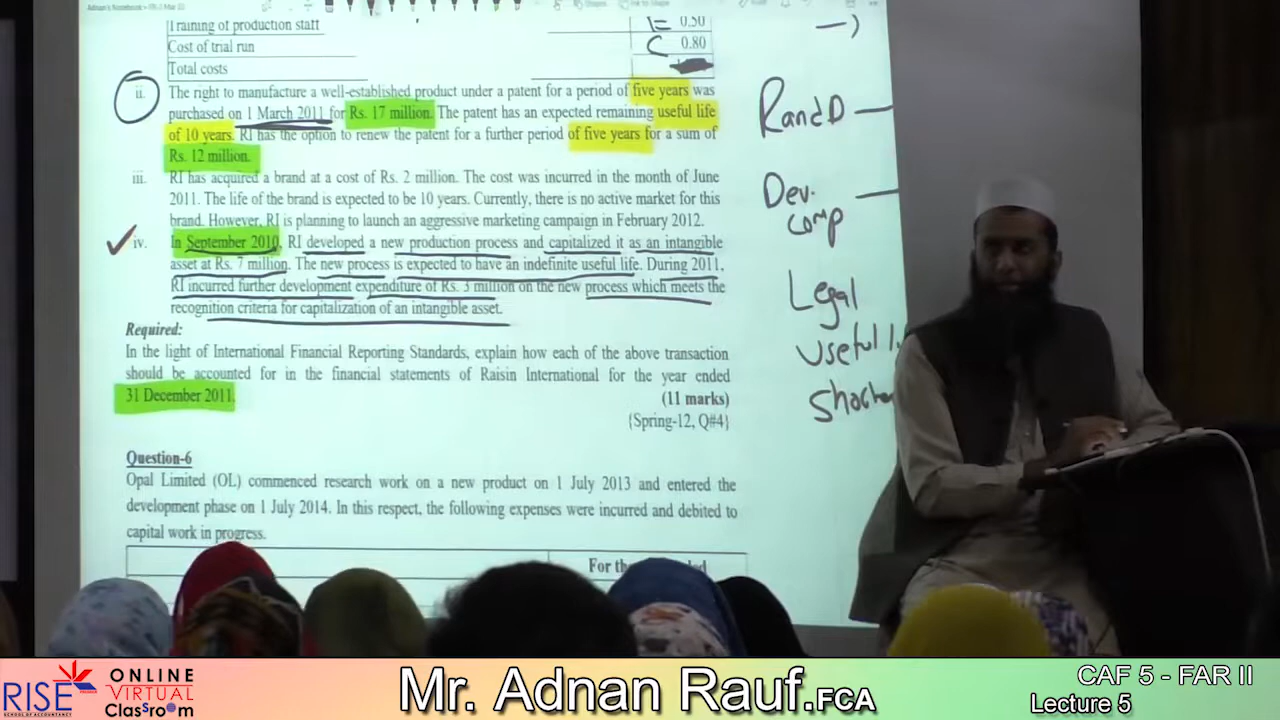 Adnan's Notebook
Training of production staff E 0.50
Cost of trial run C 0.80
Total costs
ii. The right to manufacture a well-established product under a patent for a period of five years was
purchased on 1 March 2011 for Rs. 17 million. The patent has an expected remaining useful life
of 10 years. RI has the option to renew the patent for a further period of five years for a sum of
Rs. 12 million.
iii. RI has acquired a brand at a cost of Rs. 2 million. The cost was incurred in the month of June
2011. The life of the brand is expected to be 10 years. Currently, there is no active market for this
brand. However, RI is planning to launch an aggressive marketing campaign in February 2012.
iv. In September 2010, RI developed a new production process and capitalized it as an intangible
asset at Rs. 7 million. The new process is expected to have an indefinite useful life. During 2011,
RI incurred further development expenditure of Rs. 3 million on the new process which meets the
recognition criteria for capitalization of an intangible asset.
Required:
In the light of International Financial Reporting Standards, explain how each of the above transaction
should be accounted for in the financial statements of Raisin International for the year ended
31 December 2011.
(11 marks)
{Spring-12, Q#4}
Question-6
Opal Limited (OL) commenced research work on a new product on 1 July 2013 and entered the
development phase on 1 July 2014. In this respect, the following expenses were incurred and debited to
capital work in progress.
For the
R and D
Dev.
comp
Legal
Useful
RISE
SCHOOL OF ACCOUNTANCY
ONLINE
VIRTUAL
Classroom
Mr. Adnan Rauf.FCA
CAF 5 - FAR II
Lecture 5